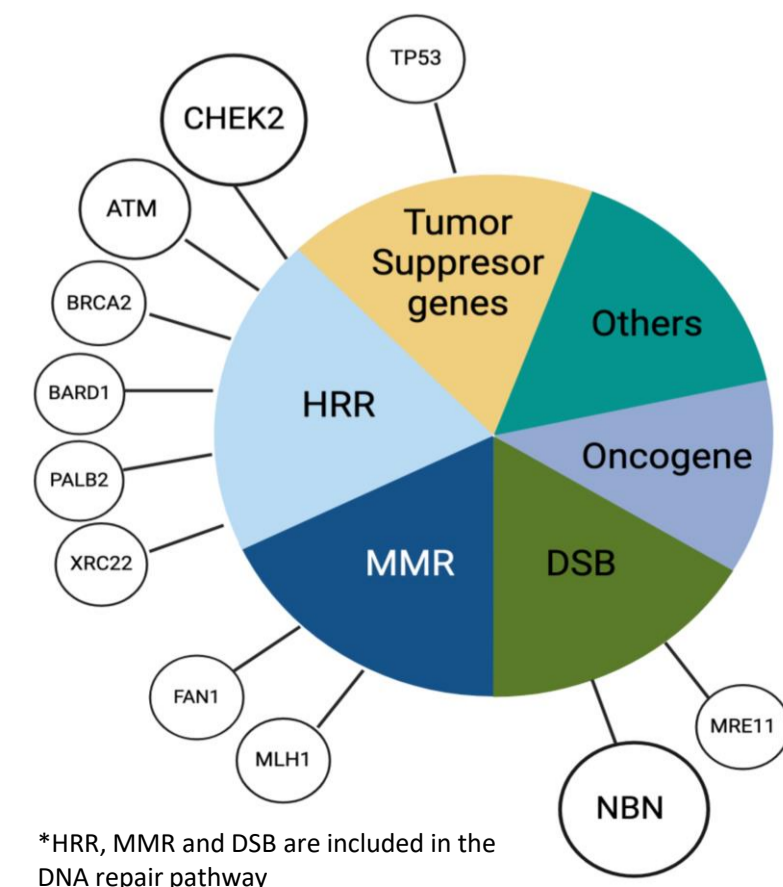 TP53
CHEK2
ATM
BRCA2
BARD1
PALB2
XRC22
Tumor
Suppresor
genes
Others
HRR
Oncogene
MMR
DSB
FAN1
MLH1
MRE11
NBN
*HRR, MMR and DSB are included in the
DNA repair pathway